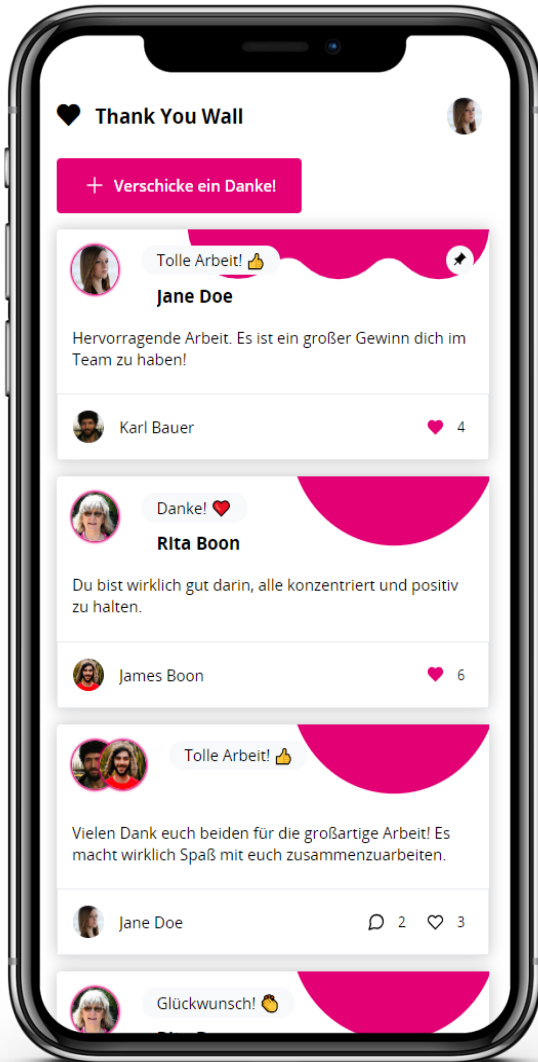 Thank You Wall
+ Verschicke ein Danke!
Tolle Arbeit! 👍
Jane Doe
Hervorragende Arbeit. Es ist ein großer Gewinn dich im
Team zu haben!
Karl Bauer
4
Danke! ❤️
Rita Boon
Du bist wirklich gut darin, alle konzentriert und positiv
zu halten.
James Boon
6
Tolle Arbeit! 👍
Vielen Dank euch beiden für die großartige Arbeit! Es
macht wirklich Spaß mit euch zusammenzuarbeiten.
Jane Doe
2 3
Glückwunsch! 👏